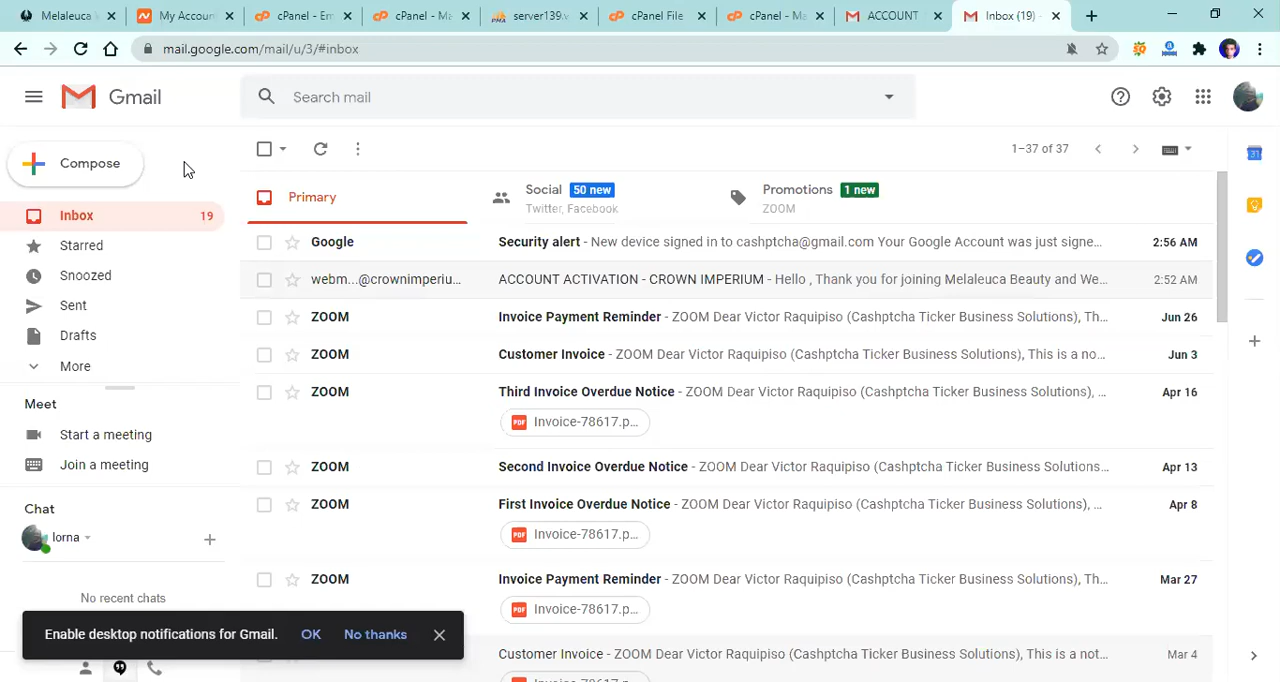 Melaleuca B
My Accoun
cPanel - Em
cPanel - Ma
server139.v
cPanel File
cPanel - Ma
ACCOUNT
Inbox (19) -
mail.google.com/mail/u/3/#inbox
Gmail
Search mail
Compose
1–37 of 37
Inbox 19
Starred
Snoozed
Sent
Drafts
More
Meet
Start a meeting
Join a meeting
Chat
lorna
No recent chats
Primary
Social 50 new
Twitter, Facebook
Promotions 1 new
ZOOM
Google Security alert - New device signed in to cashptcha@gmail.com Your Google Account was just signe... 2:56 AM
webm...@crownimperiu... ACCOUNT ACTIVATION - CROWN IMPERIUM - Hello , Thank you for joining Melaleuca Beauty and We... 2:52 AM
ZOOM Invoice Payment Reminder - ZOOM Dear Victor Raquipiso (Cashptcha Ticker Business Solutions), Th... Jun 26
ZOOM Customer Invoice - ZOOM Dear Victor Raquipiso (Cashptcha Ticker Business Solutions), This is a no... Jun 3
ZOOM Third Invoice Overdue Notice - ZOOM Dear Victor Raquipiso (Cashptcha Ticker Business Solutions), ... Apr 16
PDF Invoice-78617.p...
ZOOM Second Invoice Overdue Notice - ZOOM Dear Victor Raquipiso (Cashptcha Ticker Business Solutions... Apr 13
ZOOM First Invoice Overdue Notice - ZOOM Dear Victor Raquipiso (Cashptcha Ticker Business Solutions), ... Apr 8
PDF Invoice-78617.p...
ZOOM Invoice Payment Reminder - ZOOM Dear Victor Raquipiso (Cashptcha Ticker Business Solutions), Th... Mar 27
PDF Invoice-78617.p...
Customer Invoice - ZOOM Dear Victor Raquipiso (Cashptcha Ticker Business Solutions), This is a not... Mar 4
Enable desktop notifications for Gmail. OK No thanks